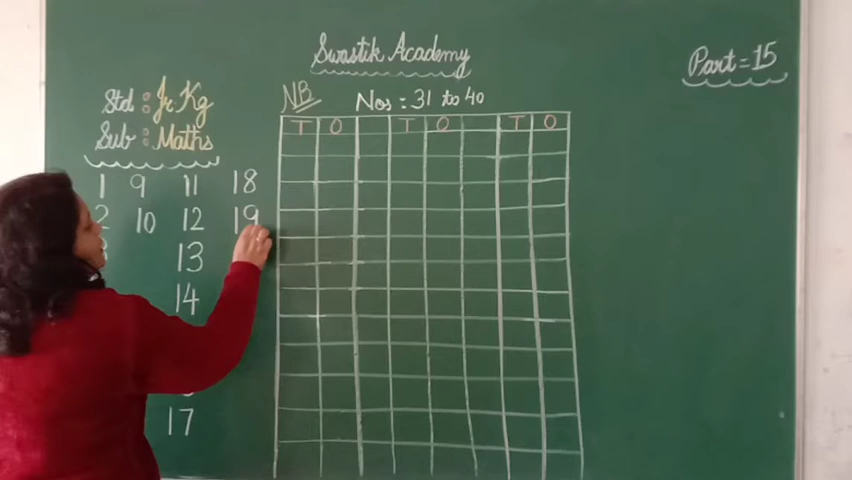 Swastik Academy
Part = 15
Std : Jr. Kg
Sub : Maths
NB
Nos : 31 to 40
T O T O T O
1 9 11 18
2 10 12 19
13
14
17